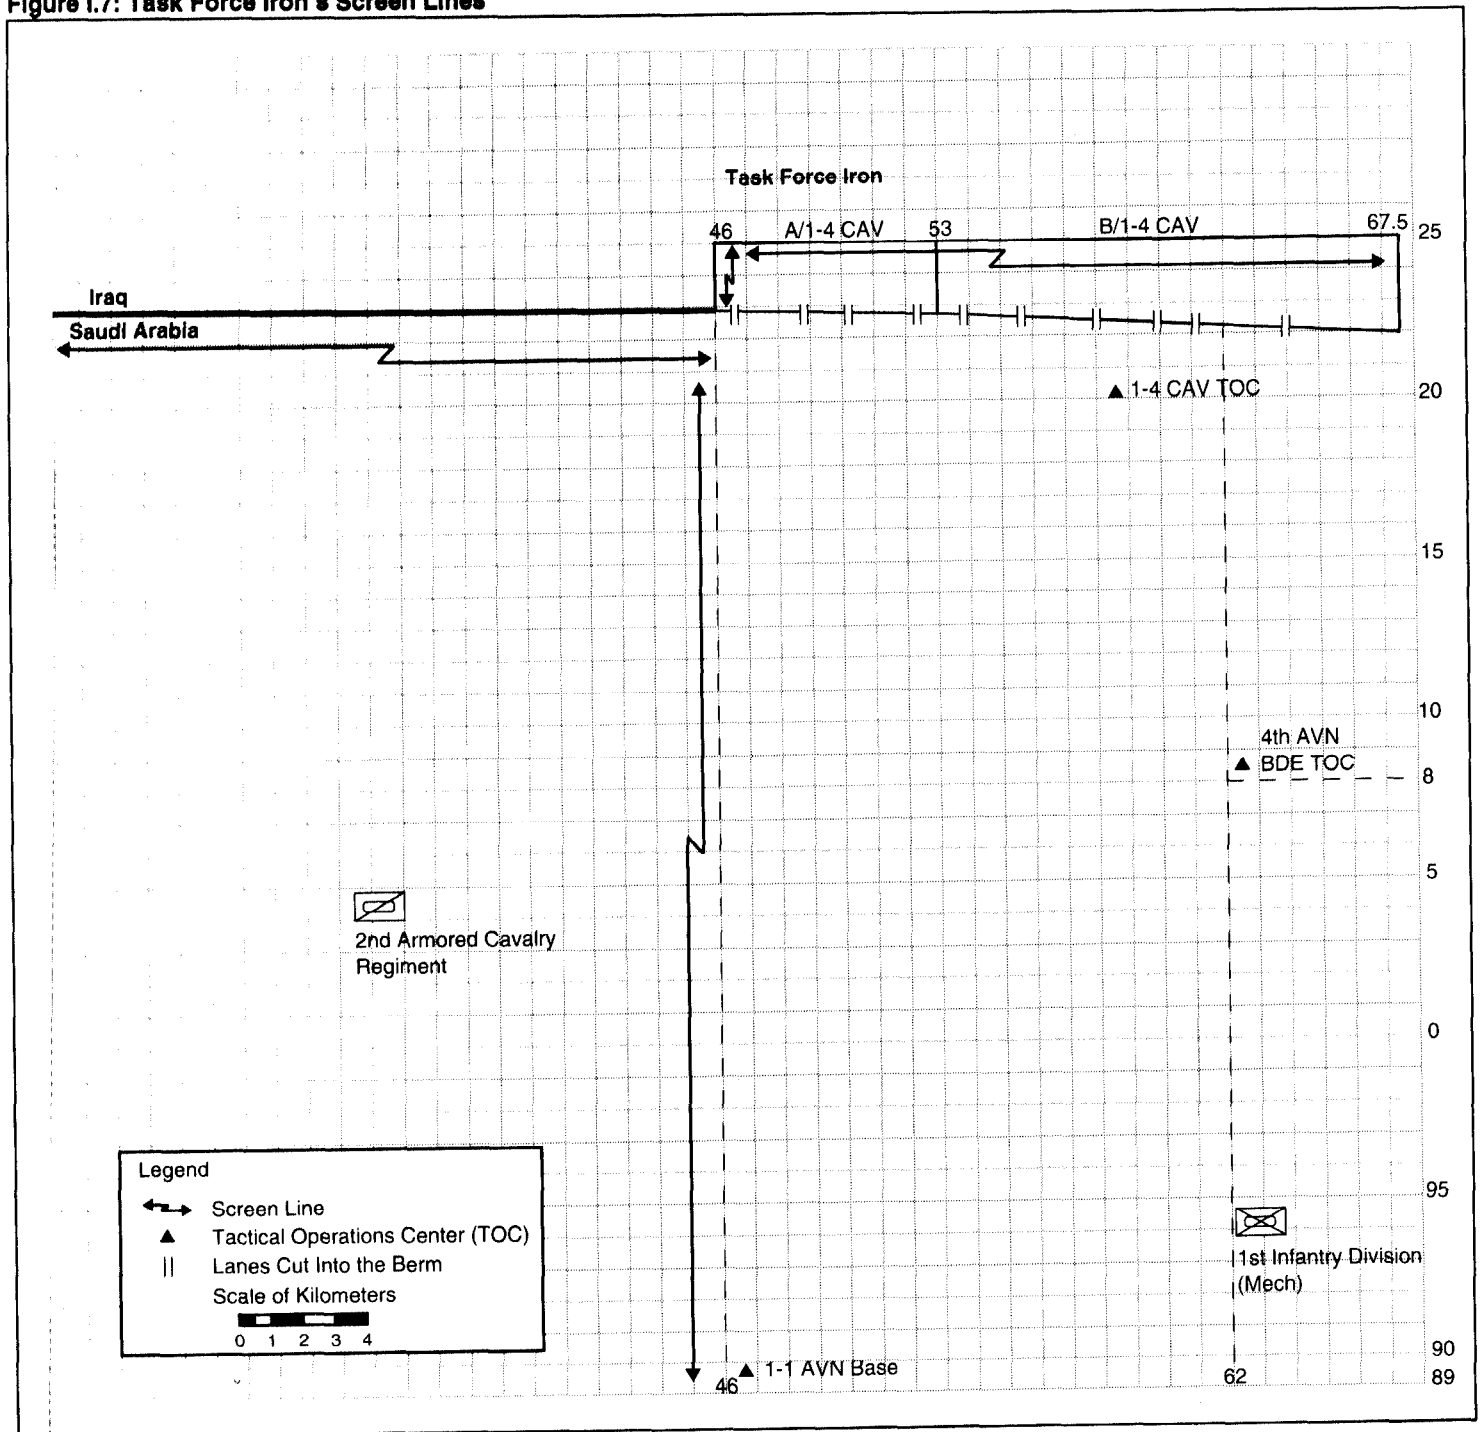 Figure I.7: Task Force Iron's Screen Lines
Task Force Iron
46
A/1-4 CAV
53
B/1-4 CAV
67.5
25
Iraq
Saudi Arabia
1-4 CAV TOC
20
15
10
4th AVN
BDE TOC
8
5
2nd Armored Cavalry
Regiment
0
Legend
Screen Line
Tactical Operations Center (TOC)
Lanes Cut Into the Berm
Scale of Kilometers
0 1 2 3 4
95
1st Infantry Division
(Mech)
90
1-1 AVN Base
46
62
89